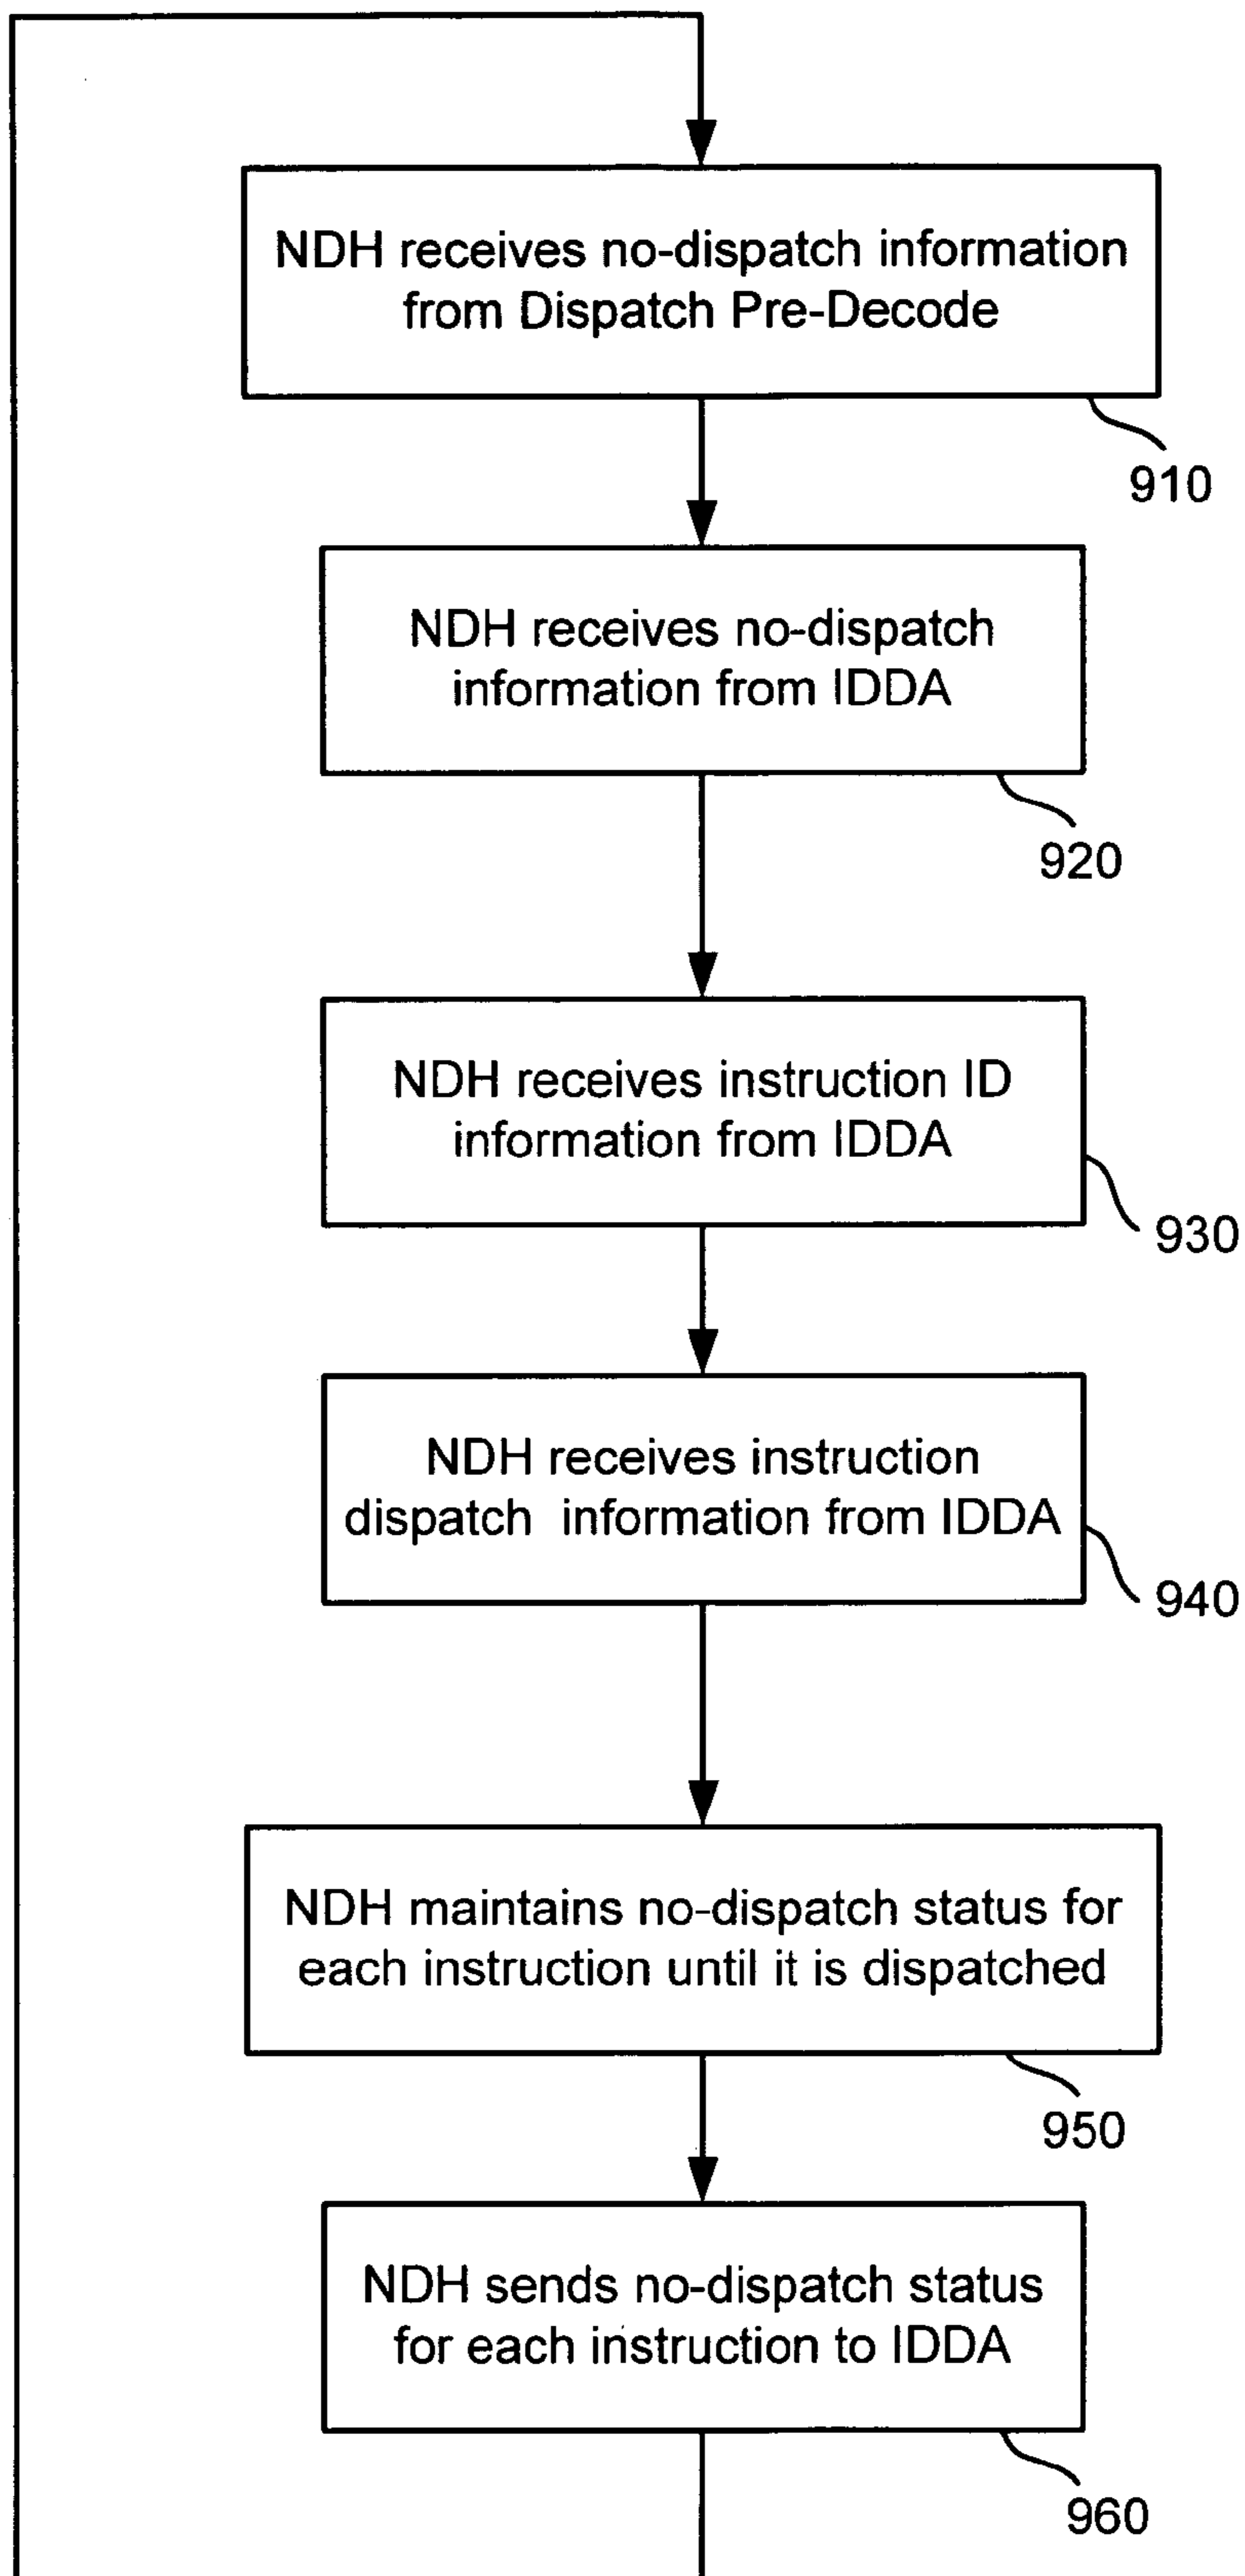 NDH receives no-dispatch information
from Dispatch Pre-Decode
910
NDH receives no-dispatch
information from IDDA
920
NDH receives instruction ID
information from IDDA
930
NDH receives instruction
dispatch information from IDDA
940
NDH maintains no-dispatch status for
each instruction until it is dispatched
950
NDH sends no-dispatch status
for each instruction to IDDA
960